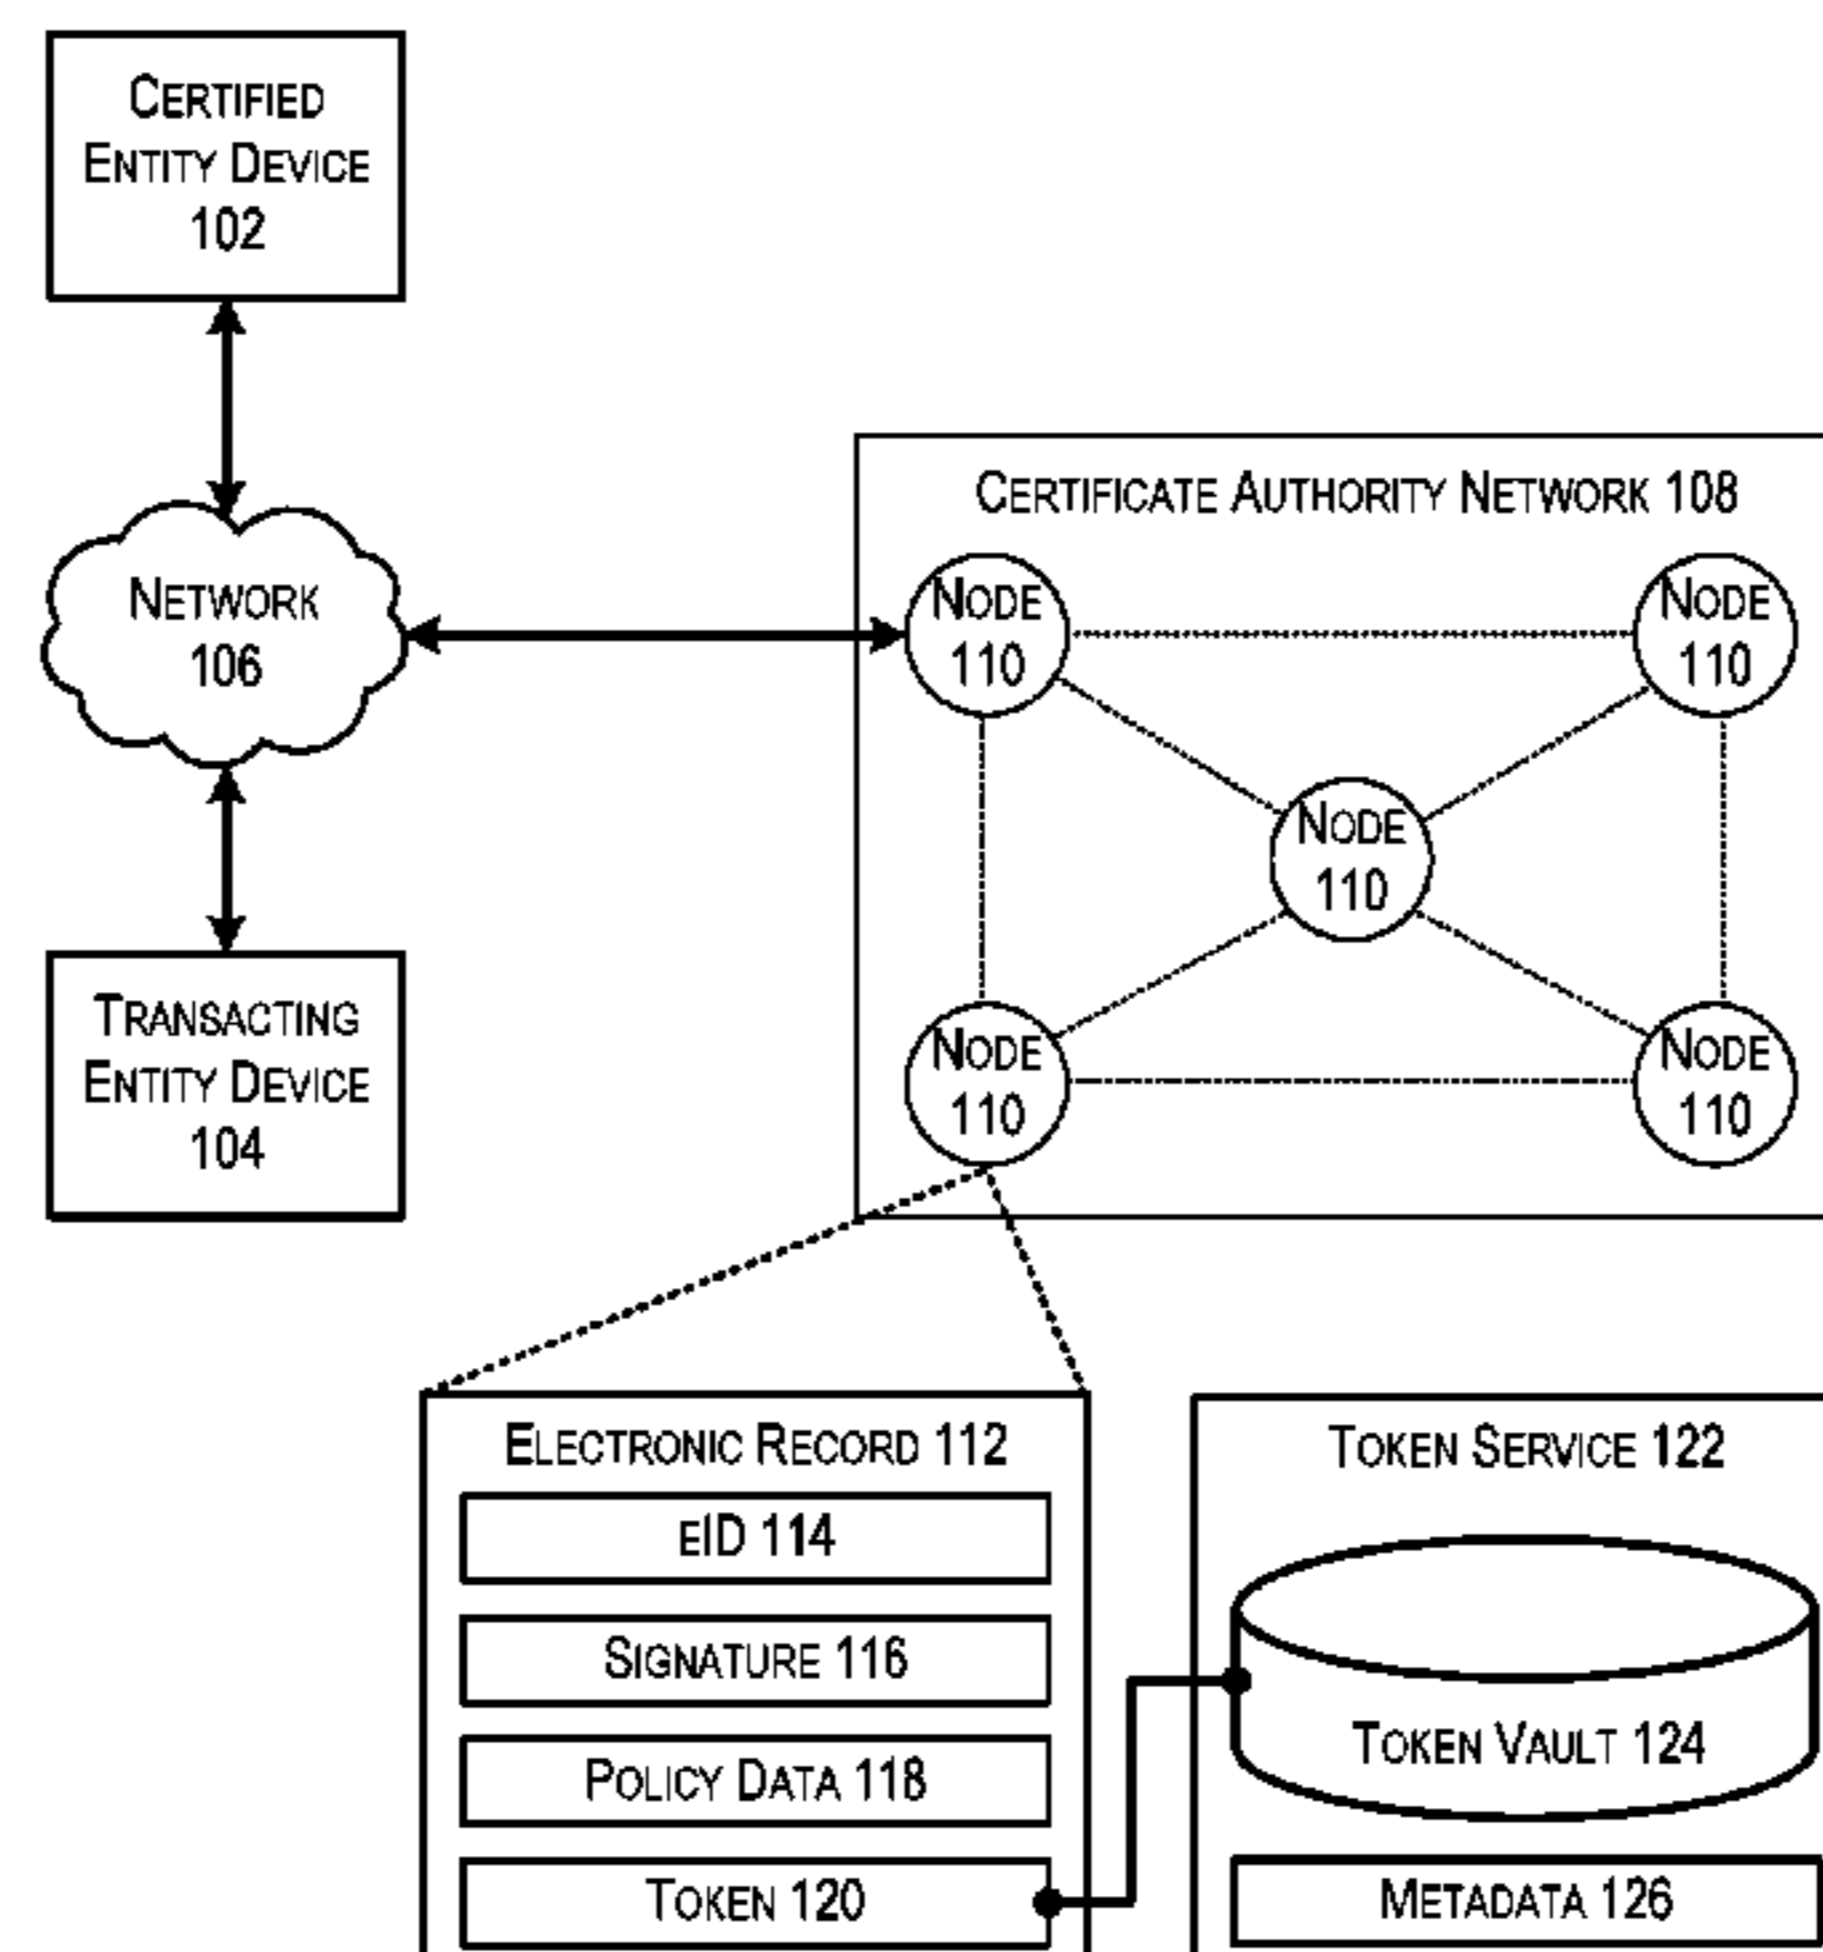 CERTIFIED
ENTITY DEVICE
102
NETWORK
106
TRANSACTING
ENTITY DEVICE
104
CERTIFICATE AUTHORITY NETWORK 108
NODE
110
NODE
110
NODE
110
NODE
110
NODE
110
ELECTRONIC RECORD 112
EID 114
SIGNATURE 116
POLICY DATA 118
TOKEN 120
TOKEN SERVICE 122
TOKEN VAULT 124
METADATA 126